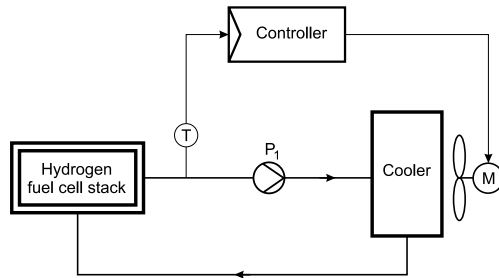 Controller
T
P1
Hydrogen
fuel cell stack
Cooler
M